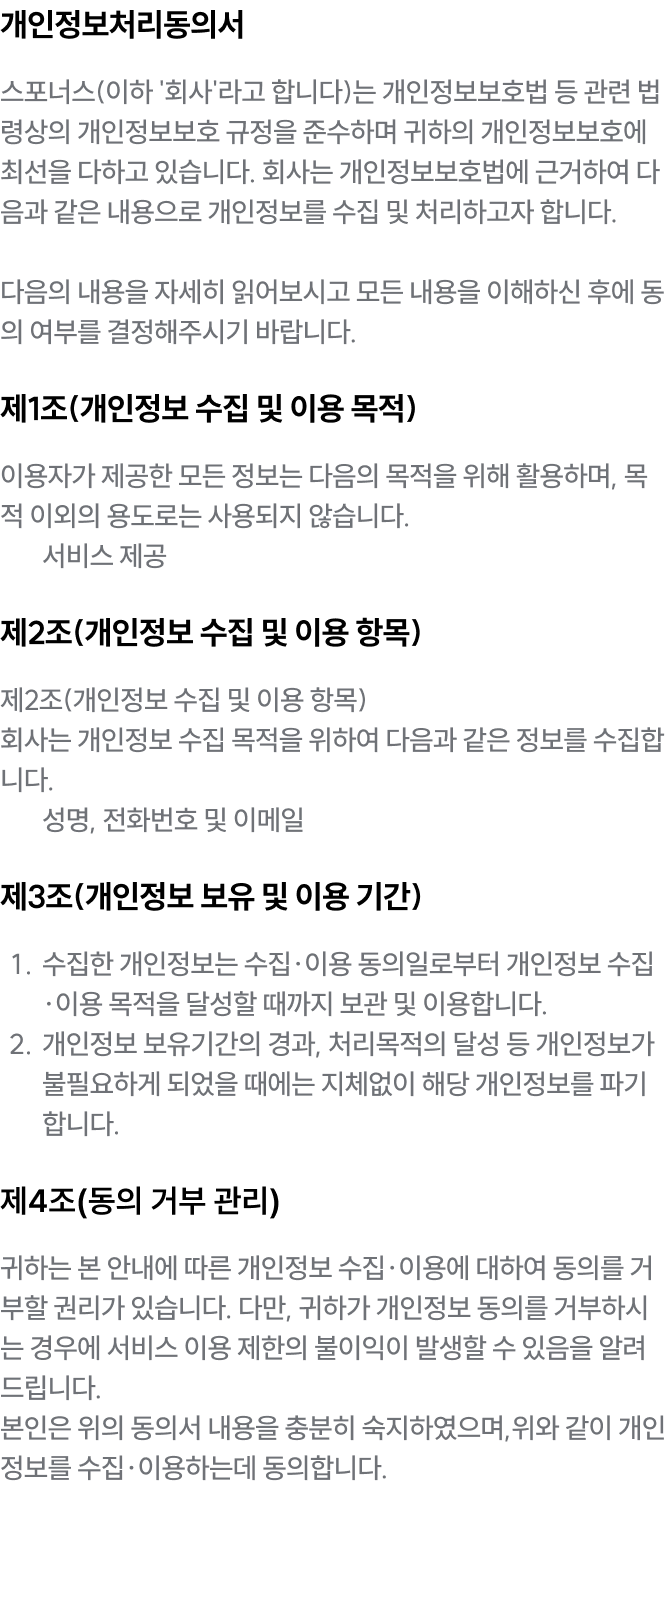 개인정보처리동의서
스포너스(이하 '회사'라고 합니다)는 개인정보보호법 등 관련 법
령상의 개인정보보호 규정을 준수하며 귀하의 개인정보보호에
최선을 다하고 있습니다. 회사는 개인정보보호법에 근거하여 다
음과 같은 내용으로 개인정보를 수집 및 처리하고자 합니다.
다음의 내용을 자세히 읽어보시고 모든 내용을 이해하신 후에 동
의 여부를 결정해주시기 바랍니다.
제1조(개인정보 수집 및 이용 목적)
이용자가 제공한 모든 정보는 다음의 목적을 위해 활용하며, 목
적 이외의 용도로는 사용되지 않습니다.
서비스 제공
제2조(개인정보 수집 및 이용 항목)
제2조(개인정보 수집 및 이용 항목)
회사는 개인정보 수집 목적을 위하여 다음과 같은 정보를 수집합
니다.
성명, 전화번호 및 이메일
제3조(개인정보 보유 및 이용 기간)
1. 수집한 개인정보는 수집·이용 동의일로부터 개인정보 수집
·이용 목적을 달성할 때까지 보관 및 이용합니다.
2. 개인정보 보유기간의 경과, 처리목적의 달성 등 개인정보가
불필요하게 되었을 때에는 지체없이 해당 개인정보를 파기
합니다.
제4조(동의 거부 관리)
귀하는 본 안내에 따른 개인정보 수집·이용에 대하여 동의를 거
부할 권리가 있습니다. 다만, 귀하가 개인정보 동의를 거부하시
는 경우에 서비스 이용 제한의 불이익이 발생할 수 있음을 알려
드립니다.
본인은 위의 동의서 내용을 충분히 숙지하였으며,위와 같이 개인
정보를 수집·이용하는데 동의합니다.